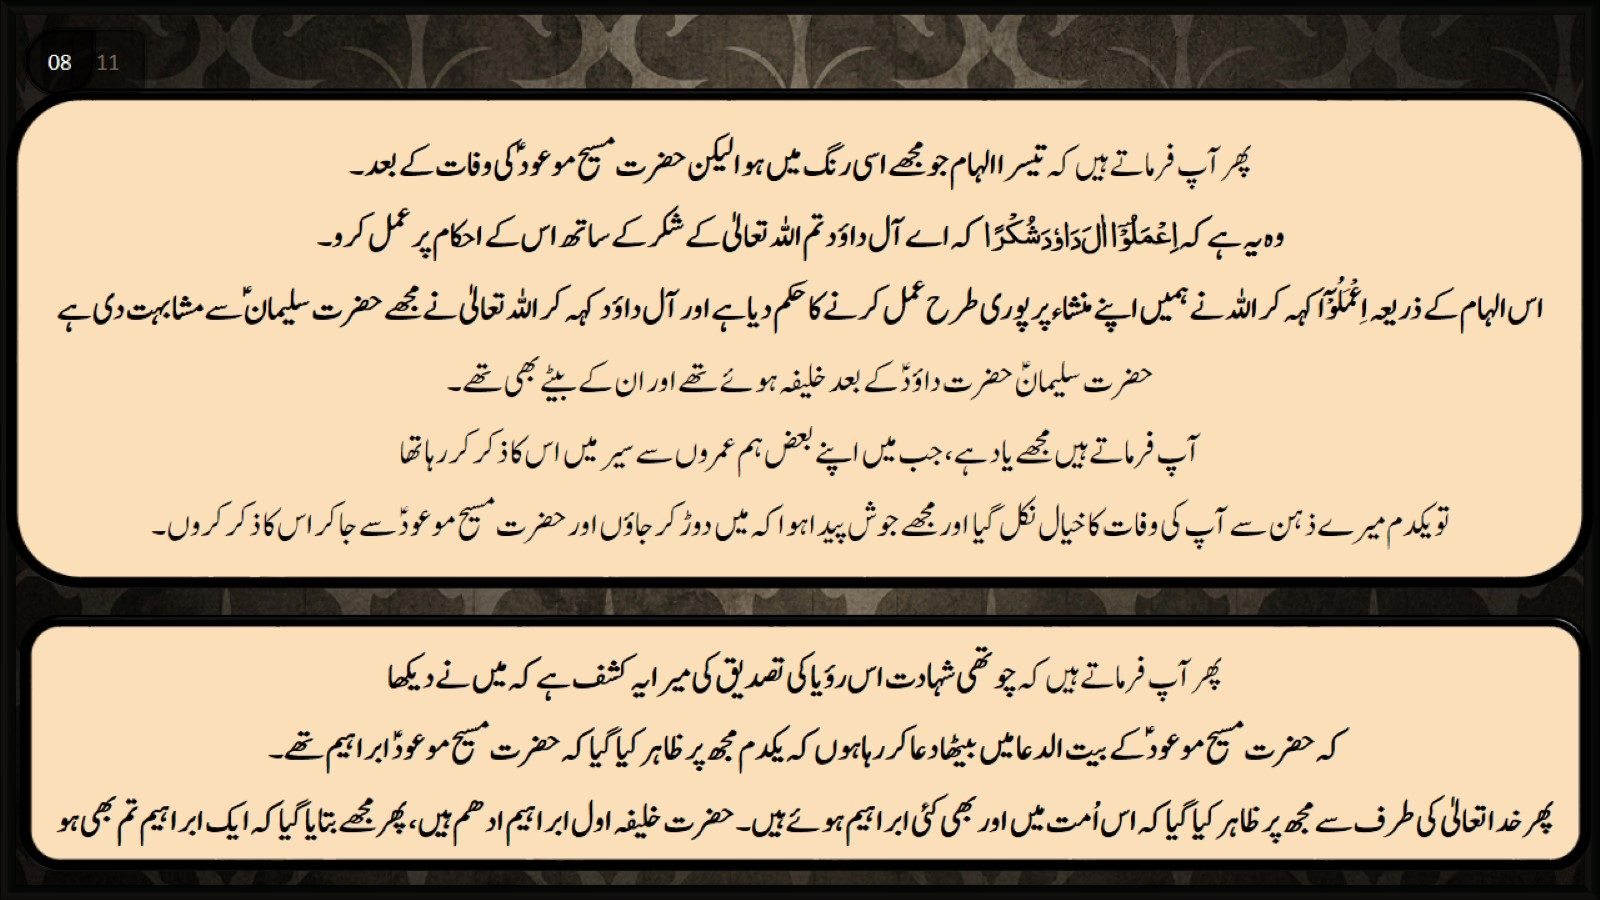 08 11
پھر آپ فرماتے ہیں کہ تیسرا الہام جو مجھے اسی رنگ میں ہوا لیکن حضرت مسیح موعودؑ کی وفات کے بعد۔
وہ یہ ہے کہ اِعْمَلُوْٓا اٰلَ دَاوٗدَ شُكْرًا کہ اے آل داؤد تم اللہ تعالیٰ کے شکر کے ساتھ اس کے احکام پر عمل کرو۔
اس الہام کے ذریعہ اِعْمَلُوْٓا کہہ کر اللہ نے ہمیں اپنے منشاء پر پوری طرح عمل کرنے کا حکم دیا ہے اور آل داؤد کہہ کر اللہ تعالیٰ نے مجھے حضرت سلیمانؑ سے مشابہت دی ہے
حضرت سلیمانؑ حضرت داؤدؑ کے بعد خلیفہ ہوئے تھے اور ان کے بیٹے بھی تھے۔
آپ فرماتے ہیں مجھے یاد ہے، جب میں اپنے بعض ہم عمروں سے سیر میں اس کا ذکر کر رہا تھا
تو یکدم میرے ذہن سے آپ کی وفات کا خیال نکل گیا اور مجھے جوش پیدا ہوا کہ میں دوڑ کر جاؤں اور حضرت مسیح موعودؑ سے جا کر اس کا ذکر کروں۔
پھر آپ فرماتے ہیں کہ چوتھی شہادت اس رؤیا کی تصدیق کی میرا یہ کشف ہے کہ میں نے دیکھا
کہ حضرت مسیح موعودؑ کے بیت الدعا میں بیٹھا دعا کر رہا ہوں کہ یکدم مجھ پر ظاہر کیا گیا کہ حضرت مسیح موعودؑ ابراہیم تھے۔
پھر خدا تعالیٰ کی طرف سے مجھ پر ظاہر کیا گیا کہ اس اُمت میں اور بھی کئی ابراہیم ہوئے ہیں۔ حضرت خلیفہ اول ابراہیم ادھم ہیں، پھر مجھے بتایا گیا کہ ایک ابراہیم تم بھی ہو